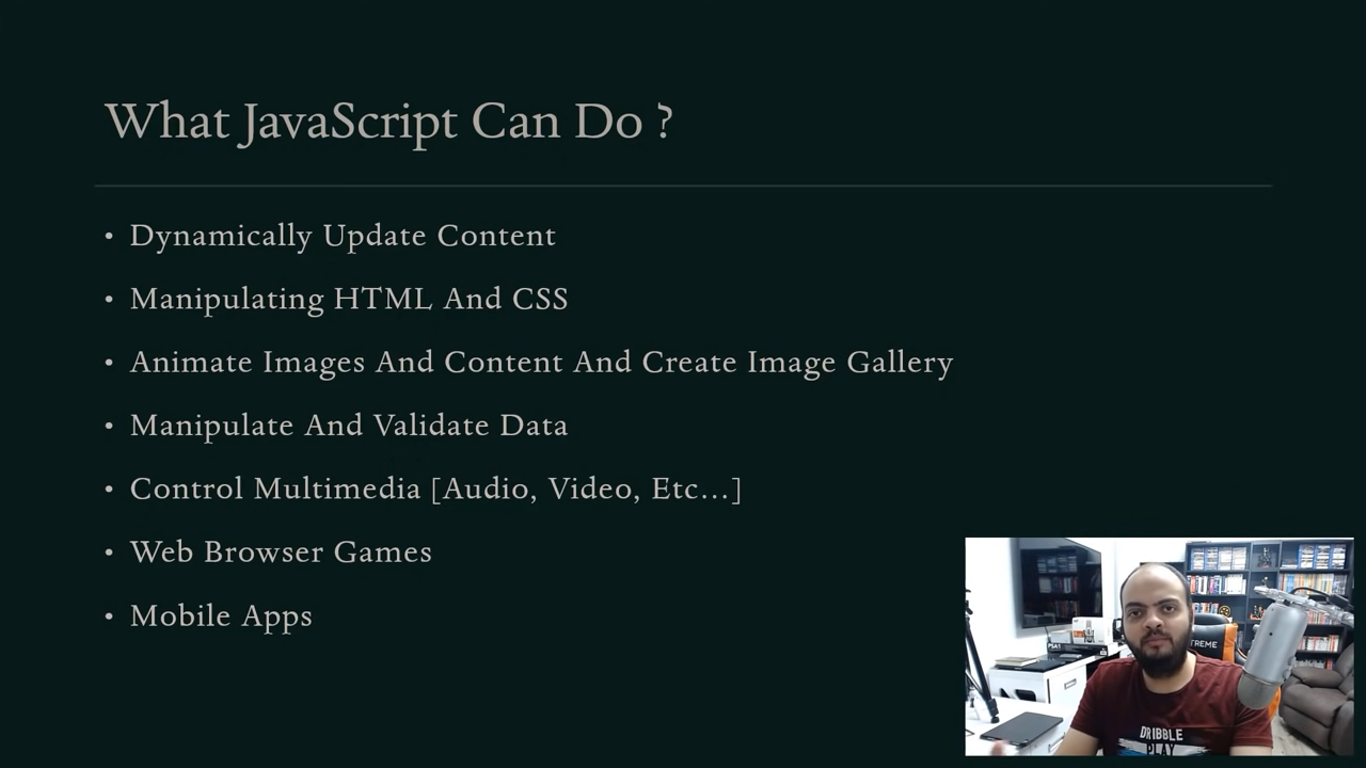 What JavaScript Can Do ?
• Dynamically Update Content
• Manipulating HTML And CSS
• Animate Images And Content And Create Image Gallery
• Manipulate And Validate Data
• Control Multimedia [Audio, Video, Etc…]
• Web Browser Games
• Mobile Apps
TREME
DRIBBLE
PLAY